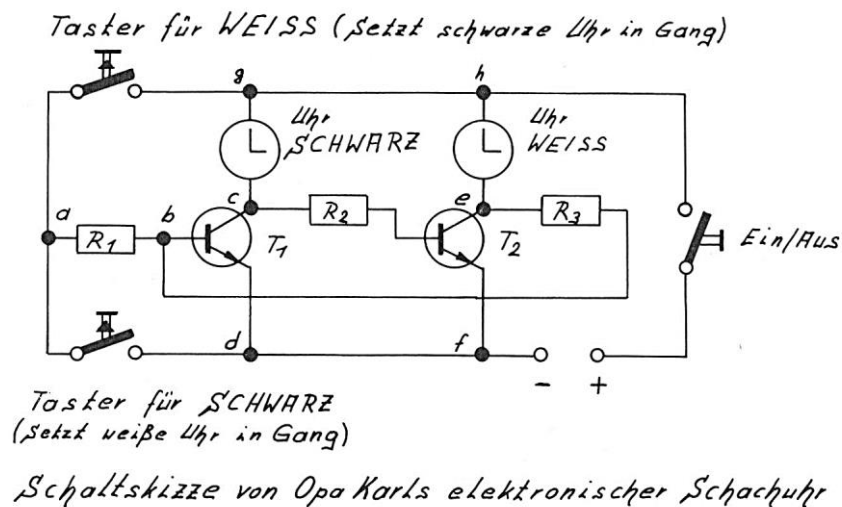 Taster für WEISS (setzt schwarze Uhr in Gang)
g
h
Uhr
SCHWARZ
Uhr
WEISS
a
R1
b
c
T1
R2
e
T2
R3
Ein/Aus
d
f
- +
Taster für SCHWARZ
(setzt weiße Uhr in Gang)
Schaltskizze von Opa Karls elektronischer Schachuhr